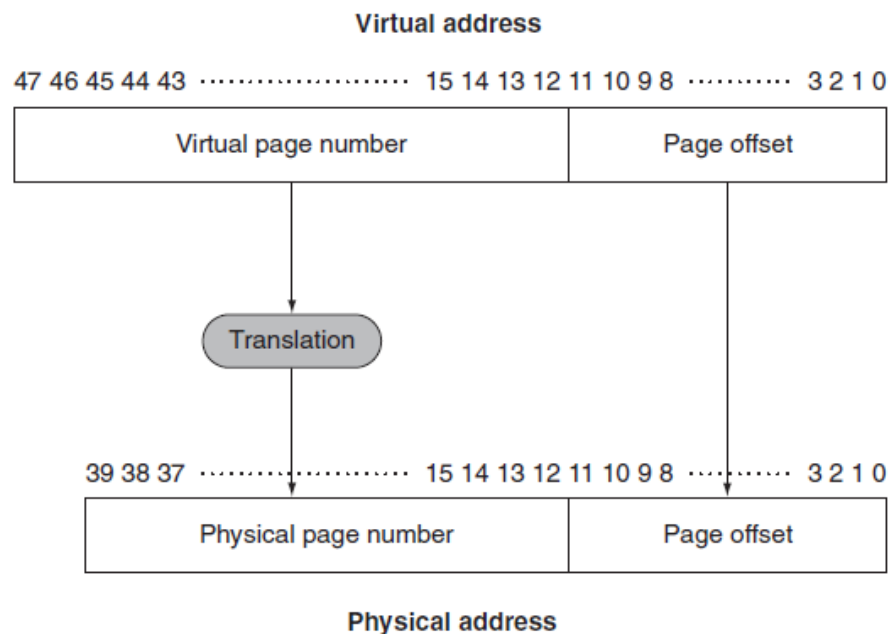 Virtual address
47 46 45 44 43 ·························· 15 14 13 12 11 10 9 8 ············ 3 2 1 0
Virtual page number Page offset
Translation
39 38 37 ·························· 15 14 13 12 11 10 9 8 ············ 3 2 1 0
Physical page number Page offset
Physical address